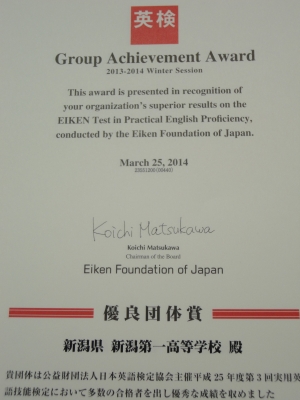 英検
Group Achievement Award
2013-2014 Winter Session
This award is presented in recognition of
your organization's superior results on the
EIKEN Test in Practical English Proficiency,
conducted by the Eiken Foundation of Japan.
March 25, 2014
Koichi Matsukawa
Koichi Matsukawa
Chairman of the Board
Eiken Foundation of Japan
優良団体賞
新潟県 新潟第一高等学校 殿
貴団体は公益財団法人日本英語検定協会主催平成25年度第3回実用英
語技能検定において多数の合格者を出し優秀な成績を収めました